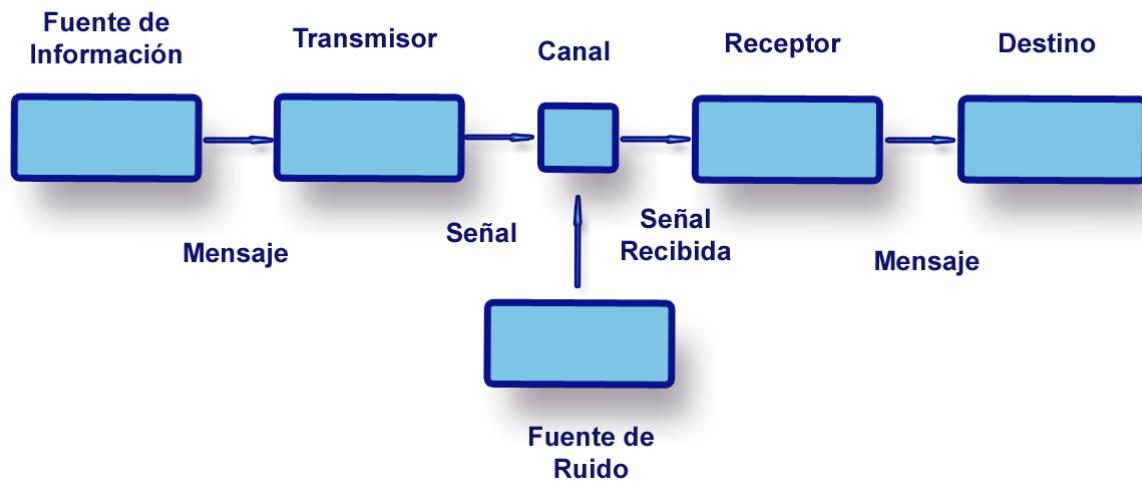 Fuente de
Información
Transmisor
Canal
Receptor
Destino
Mensaje
Señal
Señal
Recibida
Mensaje
Fuente de
Ruido